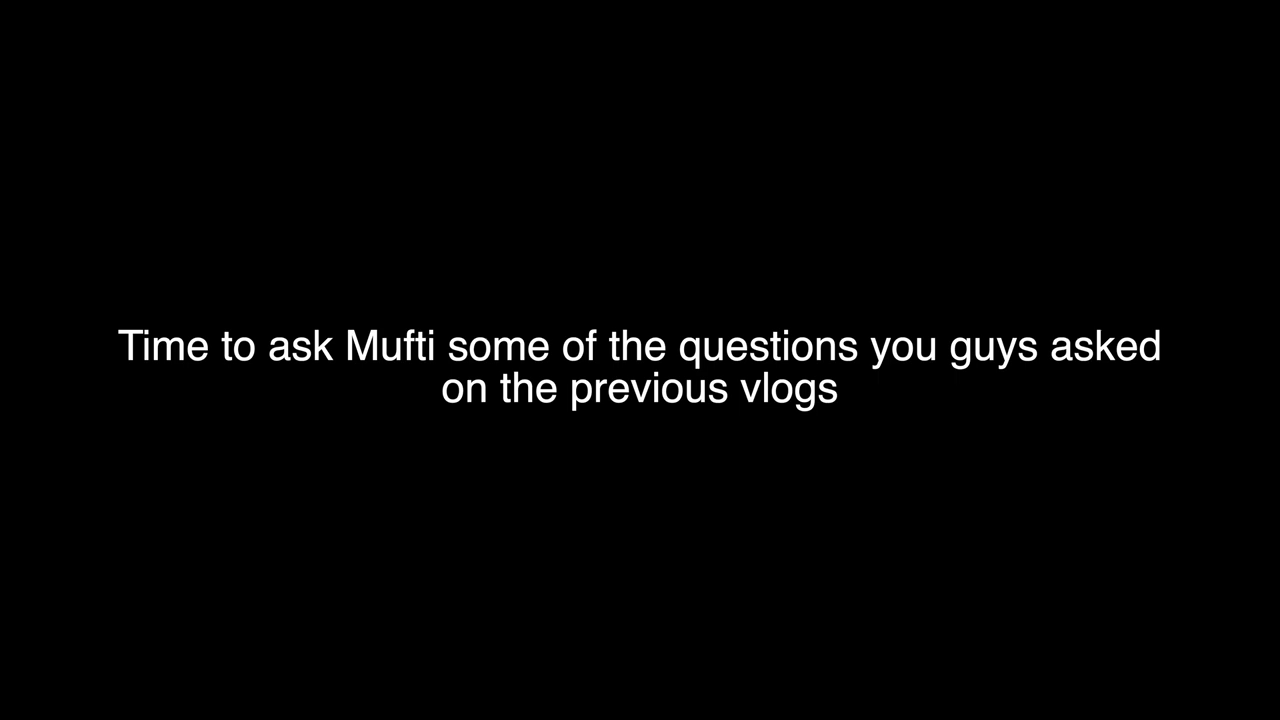 Time to ask Mufti some of the questions you guys asked
on the previous vlogs